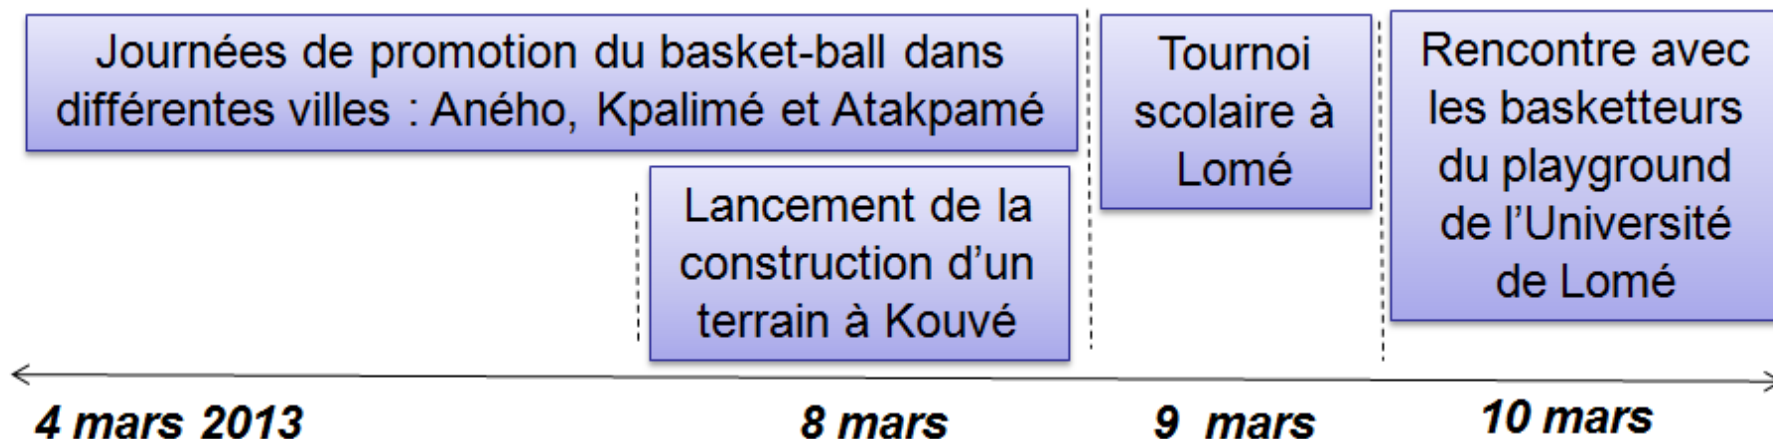 Journées de promotion du basket-ball dans
différentes villes : Aného, Kpalimé et Atakpamé
Lancement de la
construction d’un
terrain à Kouvé
Tournoi
scolaire à
Lomé
Rencontre avec
les basketteurs
du playground
de l’Université
de Lomé
4 mars 2013
8 mars
9 mars
10 mars